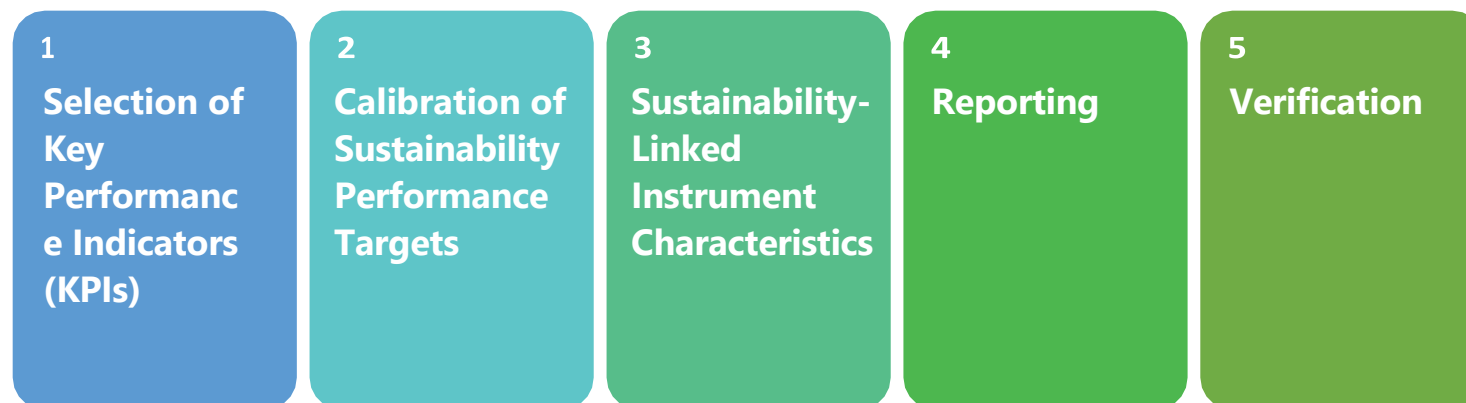 1
Selection of
Key
Performanc
e Indicators
(KPIs)
2
Calibration of
Sustainability
Performance
Targets
3
Sustainability-
Linked
Instrument
Characteristics
4
Reporting
5
Verification